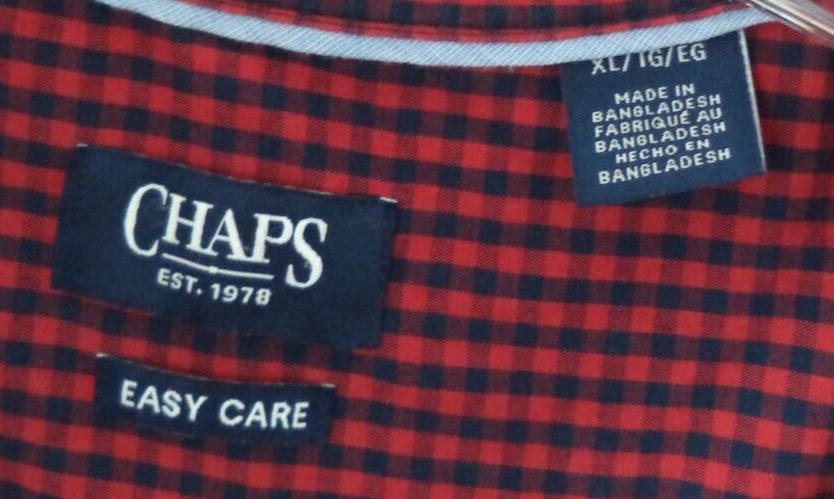 XL/TG/EG
MADE IN
BANGLADESH
FABRIQUÉ AU
BANGLADESH
HECHO EN
BANGLADESH
CHAPS
EST. 1978
EASY CARE